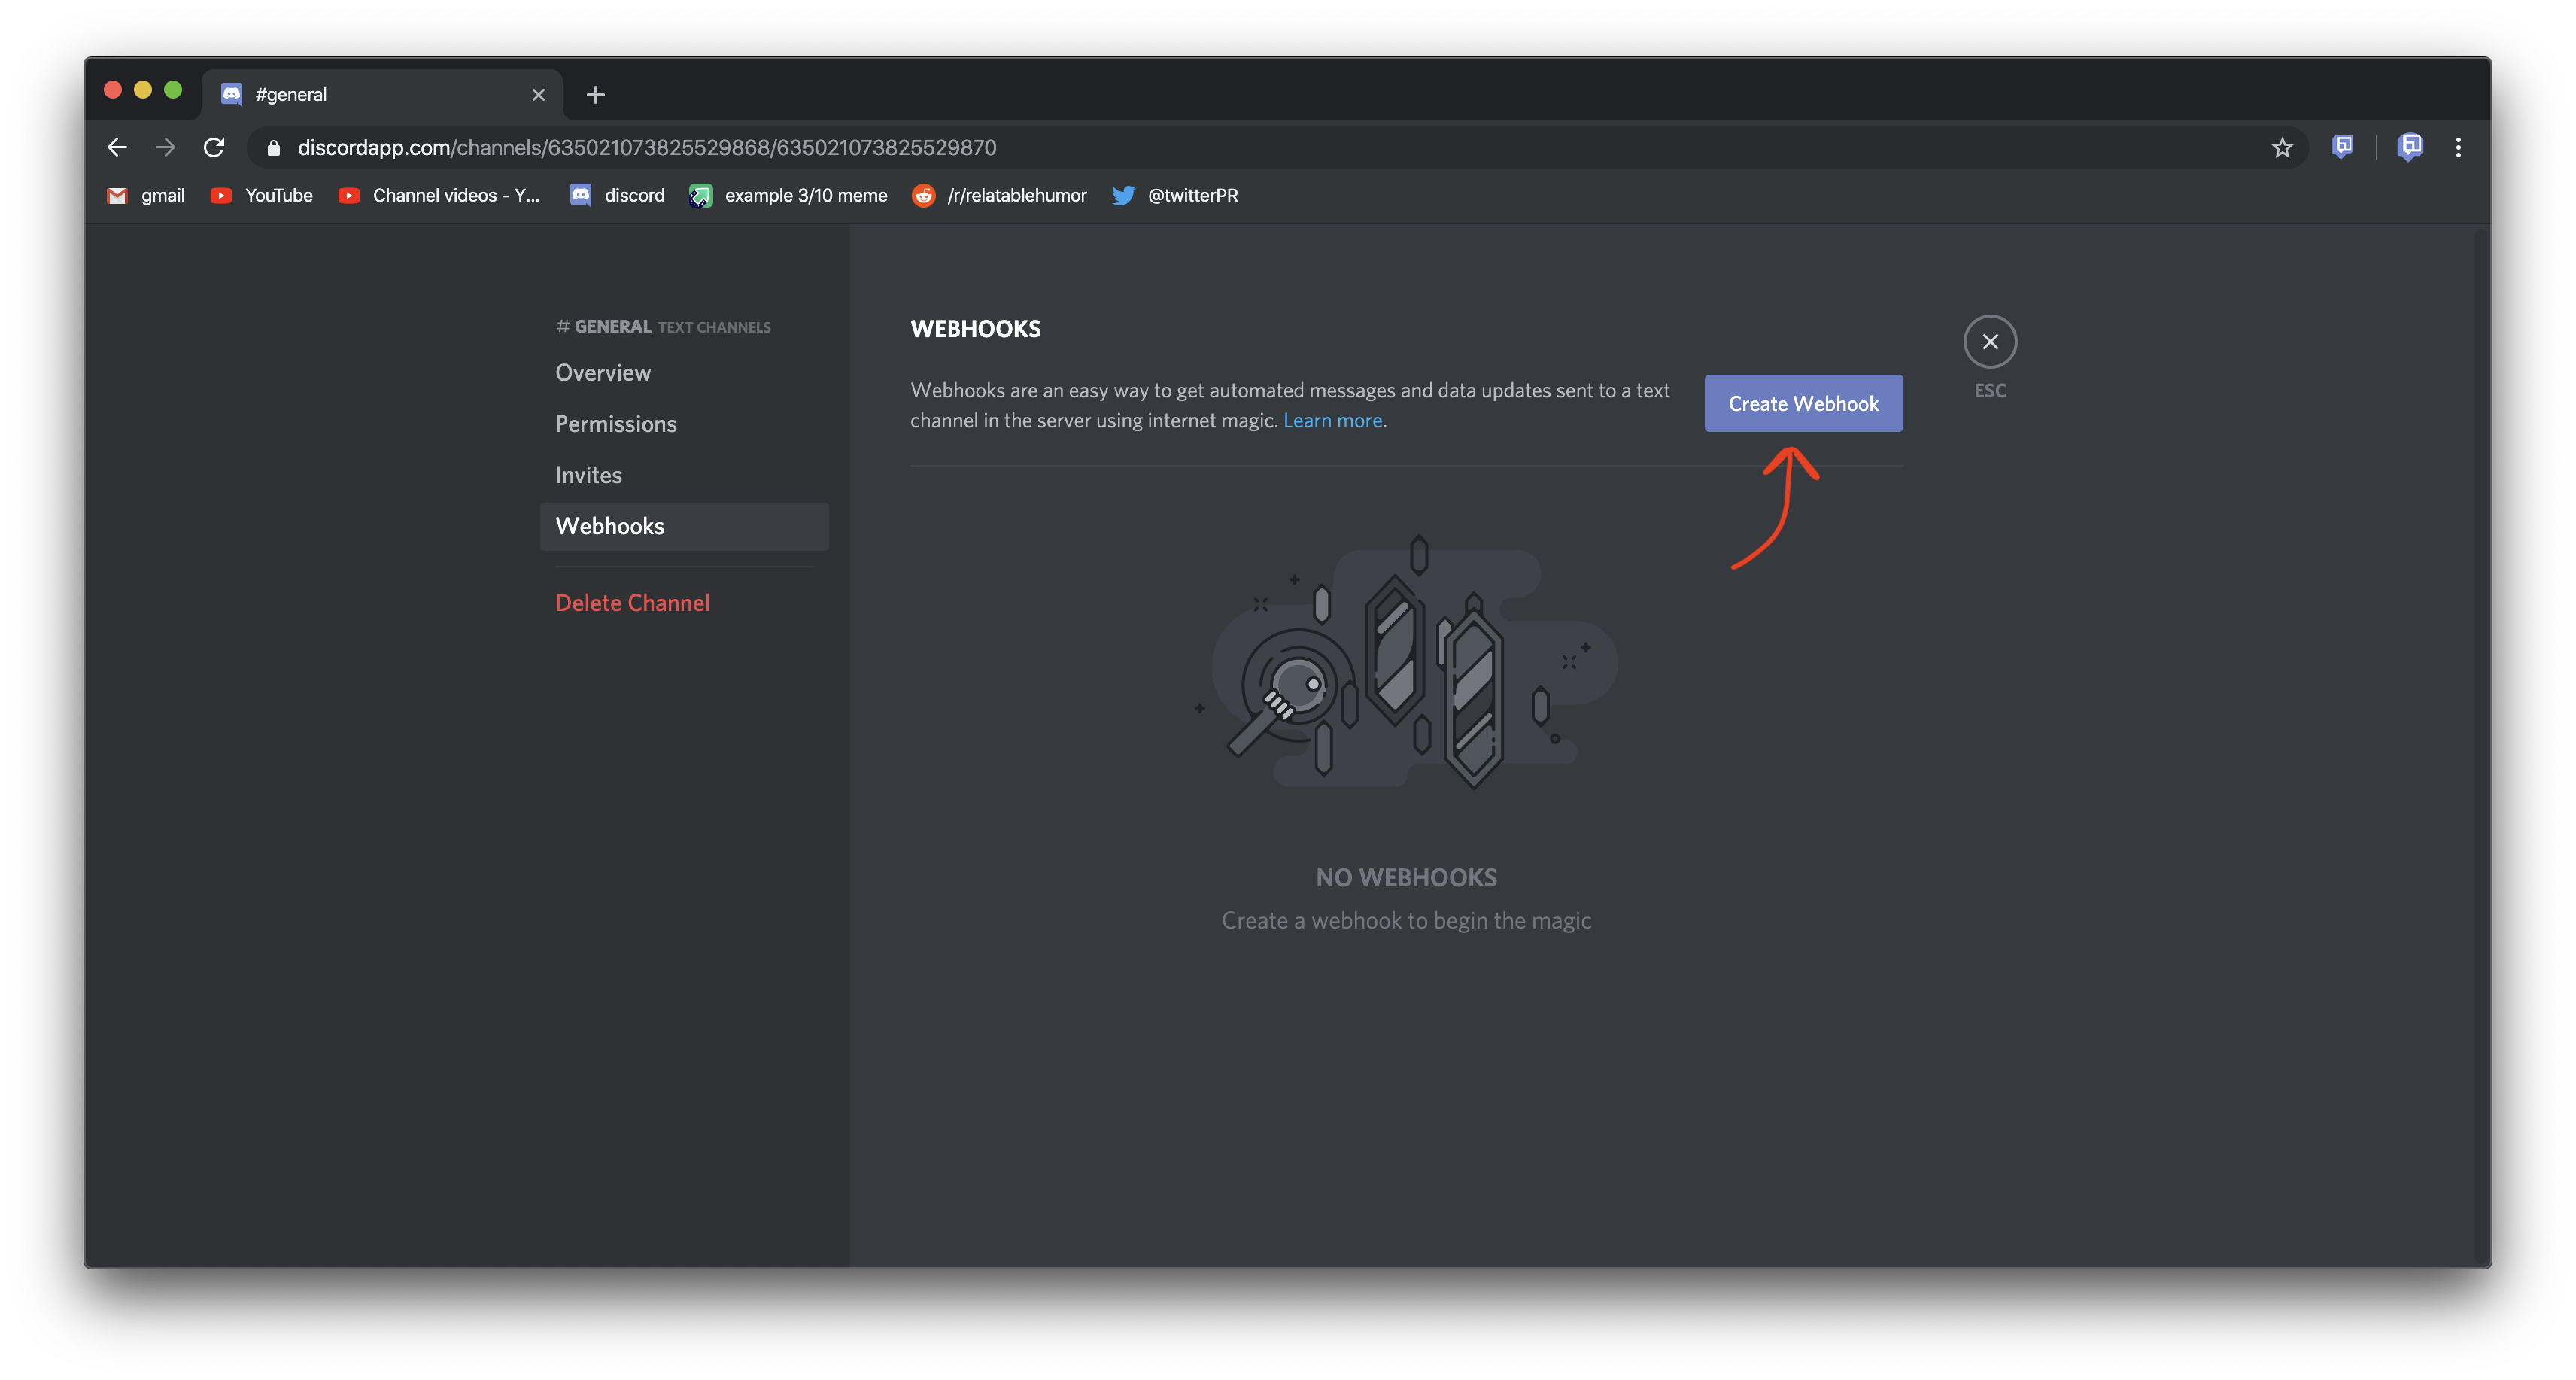 #general
discordapp.com/channels/635021073825529868/635021073825529870
gmail
YouTube
Channel videos - Y...
discord
example 3/10 meme
/r/relatablehumor
@twitterPR
# GENERAL TEXT CHANNELS
Overview
Permissions
Invites
Webhooks
Delete Channel
WEBHOOKS
Webhooks are an easy way to get automated messages and data updates sent to a text
channel in the server using internet magic. Learn more.
Create Webhook
ESC
NO WEBHOOKS
Create a webhook to begin the magic